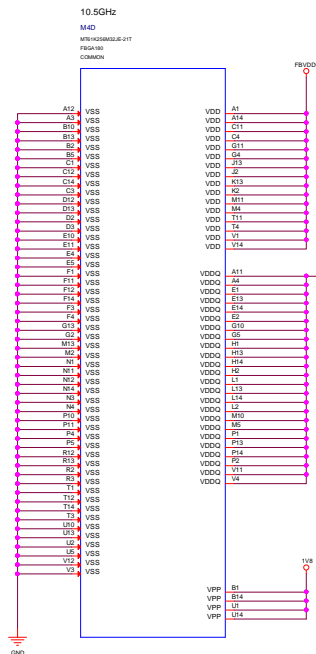 10.5GHz
M4D
MT61K256M32JE-21T
FBGA180
COMMON
FBVDD
A12 VSS
A3 VSS
B10 VSS
B13 VSS
B2 VSS
B5 VSS
C1 VSS
C12 VSS
C14 VSS
C3 VSS
D12 VSS
D13 VSS
D2 VSS
D3 VSS
E10 VSS
E11 VSS
E4 VSS
E5 VSS
F1 VSS
F11 VSS
F12 VSS
F14 VSS
F3 VSS
F4 VSS
G13 VSS
G2 VSS
M13 VSS
M2 VSS
N1 VSS
N11 VSS
N12 VSS
N14 VSS
N3 VSS
N4 VSS
P10 VSS
P11 VSS
P4 VSS
P5 VSS
R12 VSS
R13 VSS
R2 VSS
R3 VSS
T1 VSS
T12 VSS
T14 VSS
T3 VSS
U10 VSS
U13 VSS
U2 VSS
U5 VSS
V12 VSS
V3 VSS
GND
VDD A1
VDD A14
VDD C11
VDD C4
VDD G11
VDD G4
VDD J13
VDD J2
VDD K13
VDD K2
VDD M11
VDD M4
VDD T11
VDD T4
VDD V1
VDD V14
VDDQ A11
VDDQ A4
VDDQ E1
VDDQ E13
VDDQ E14
VDDQ E2
VDDQ G10
VDDQ G5
VDDQ H1
VDDQ H13
VDDQ H14
VDDQ H2
VDDQ L1
VDDQ L13
VDDQ L14
VDDQ L2
VDDQ M10
VDDQ M5
VDDQ P1
VDDQ P13
VDDQ P14
VDDQ P2
VDDQ V11
VDDQ V4
1V8
VPP B1
VPP B14
VPP U1
VPP U14